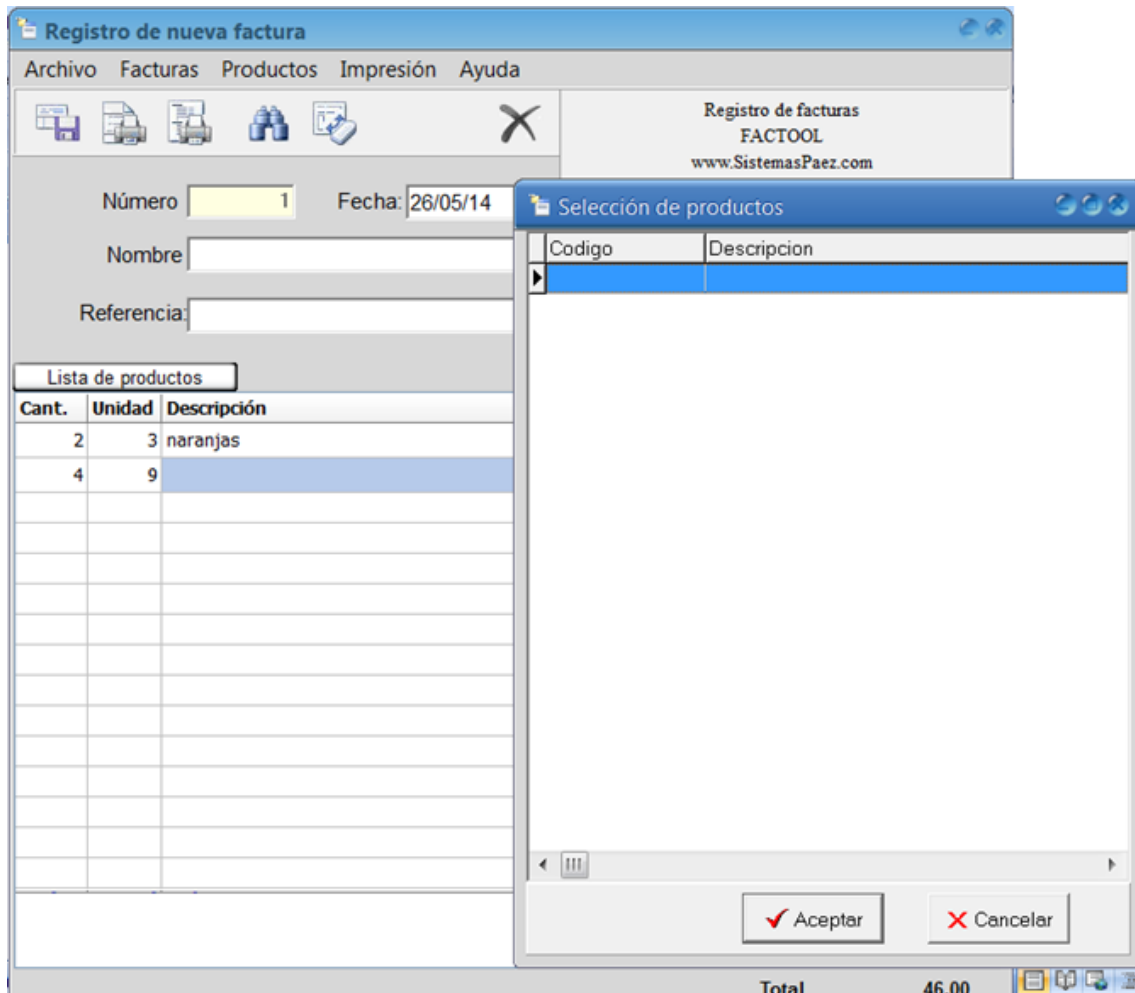 Registro de nueva factura
Archivo Facturas Productos Impresión Ayuda
Registro de facturas
FACTOOL
www.SistemasPaez.com
Número 1 Fecha: 26/05/14
Nombre
Referencia:
Lista de productos
Cant. Unidad Descripción
2 3 naranjas
4 9
Selección de productos
Codigo Descripcion
Aceptar Cancelar
Total 46.00